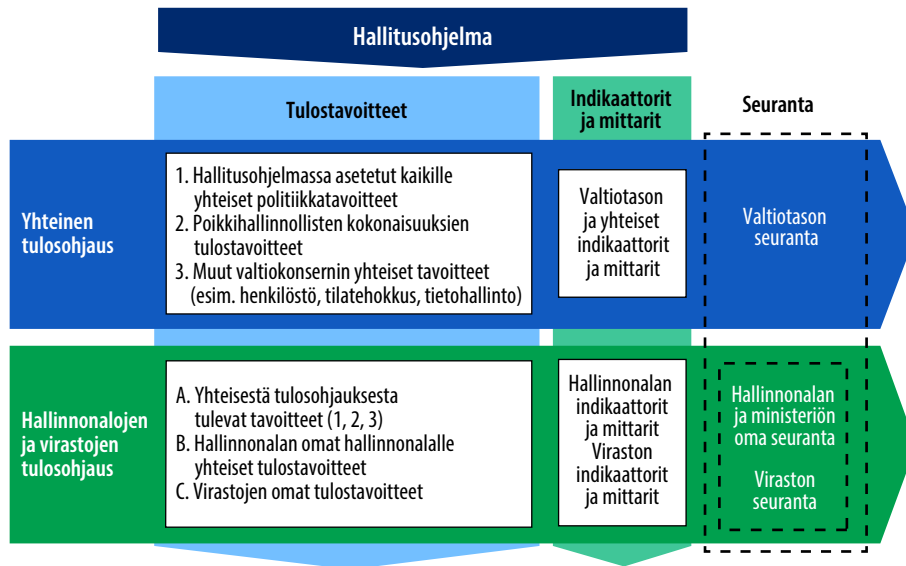 Hallitusohjelma
Tulostavoitteet
Indikaattorit
ja mittarit
Seuranta
Yhteinen
tulosohjaus
1. Hallitusohjelmassa asetetut kaikille
yhteiset politiikkatavoitteet
2. Poikkihallinnollisten kokonaisuuksien
tulostavoitteet
3. Muut valtiokonsernin yhteiset tavoitteet
(esim. henkilöstö, tilatehokkus, tietohallinto)
Valtiotason
ja yhteiset
indikaattorit
ja mittarit
Valtiotason
seuranta
Hallinnonalojen
ja virastojen
tulosohjaus
A. Yhteisestä tulosohjauksesta
tulevat tavoitteet (1, 2, 3)
B. Hallinnonalan omat hallinnonalalle
yhteiset tulostavoitteet
C. Virastojen omat tulostavoitteet
Hallinnonalan
indikaattorit
ja mittarit
Viraston
indikaattorit
ja mittarit
Hallinnonalan
ja ministeriön
oma seuranta
Viraston
seuranta